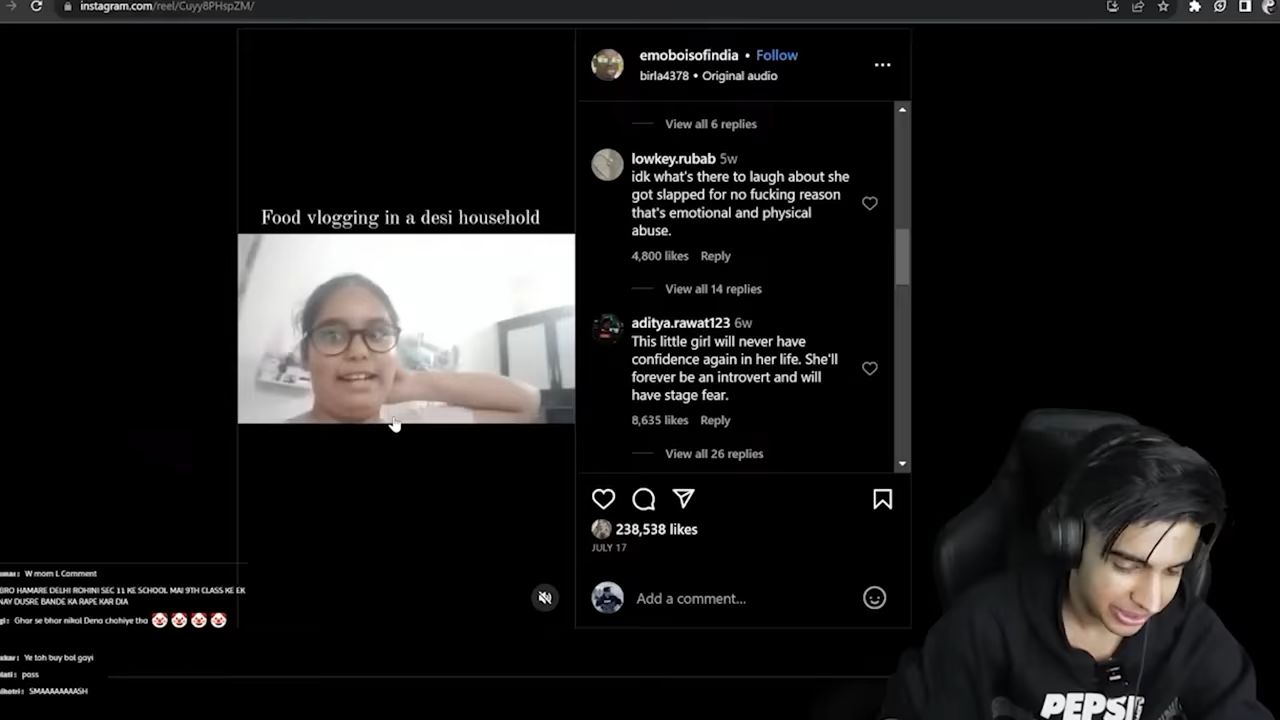 instagram.com/reel/Cuyy8PHspZM/
emoboisofindia • Follow
birla4378 • Original audio
View all 6 replies
lowkey.rubab 5w
idk what's there to laugh about she
got slapped for no fucking reason
that's emotional and physical
abuse.
4,800 likes Reply
View all 14 replies
aditya.rawat123 6w
This little girl will never have
confidence again in her life. She'll
forever be an introvert and will
have stage fear.
8,635 likes Reply
View all 26 replies
238,538 likes
JULY 17
Add a comment...
Food vlogging in a desi household
W mom L Comment
BRO HAMARE DELHI ROHINI SEC 11 KE SCHOOL MAI 9TH CLASS KE EK
NAY DUSRE BANDE KA RAPE KAR DIA
Ghar se bhar nikal Dena chahiye tha 🤡 🤡 🤡 🤡
Ye toh buy bol gayi
pass
SMAAAAAAAASH
PEPSI